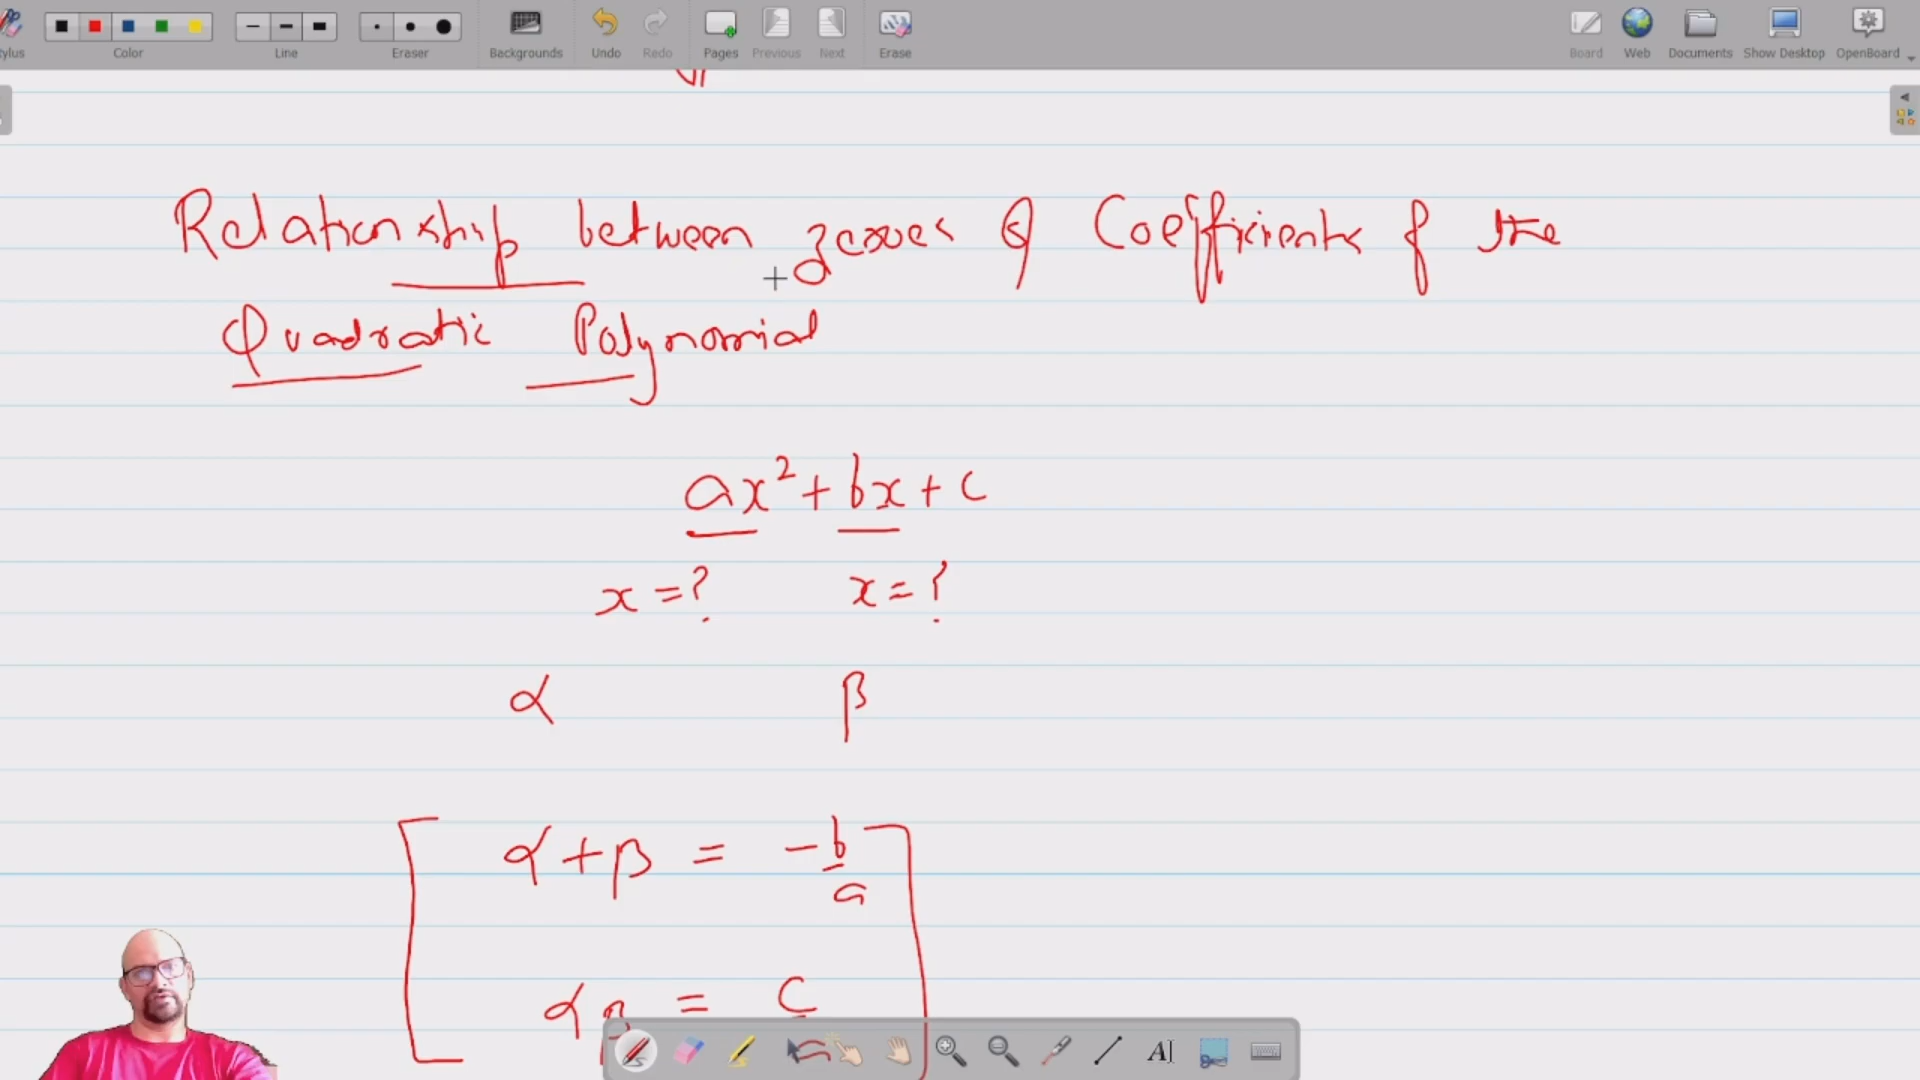 Stylus Color Line Eraser Backgrounds Undo Redo Pages Previous Next Erase Board Web Documents Show Desktop OpenBoard
Relationship between zeroes & Coefficients of the
Quadratic Polynomial
ax² + bx + c
x = ? x = ?
α β
α + β = -b/a
αβ = c